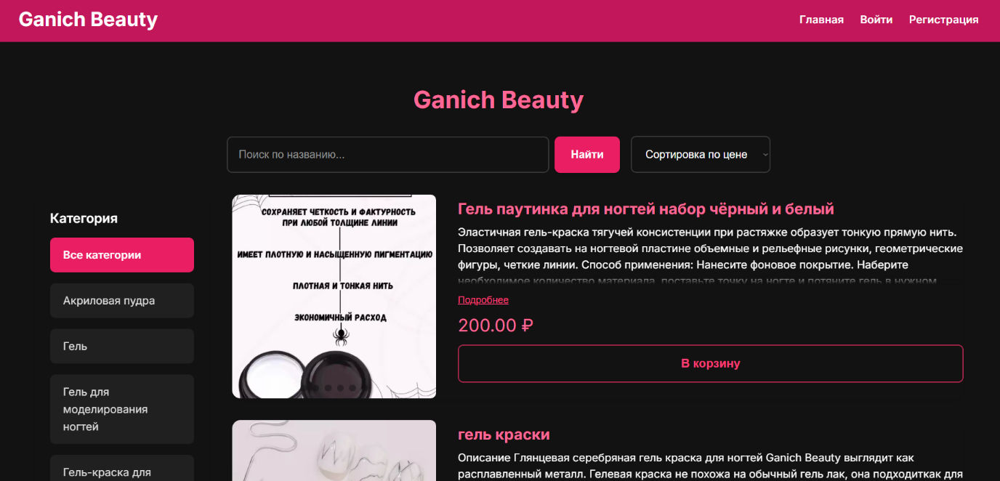 Ganich Beauty
Главная Войти Регистрация
Ganich Beauty
Поиск по названию...
Найти
Сортировка по цене
Категория
Все категории
Акриловая пудра
Гель
Гель для
моделирования
ногтей
Гель-краска для
СОХРАНЯЕТ ЧЕТКОСТЬ И ФАКТУРНОСТЬ
ПРИ ЛЮБОЙ ТОЛЩИНЕ ЛИНИИ
ИМЕЕТ ПЛОТНУЮ И НАСЫЩЕННУЮ ПИГМЕНТАЦИЮ
ПЛОТНАЯ И ТОНКАЯ НИТЬ
ЭКОНОМИЧНЫЙ РАСХОД
Гель паутинка для ногтей набор чёрный и белый
Эластичная гель-краска тягучей консистенции при растяжке образует тонкую прямую нить.
Позволяет создавать на ногтевой пластине объемные и рельефные рисунки, геометрические
фигуры, четкие линии. Способ применения: Нанесите фоновое покрытие. Наберите
необходимое количество материала, поставьте точку на ногте и потяните гель в нужном
Подробнее
200.00 ₽
В корзину
гель краски
Описание Глянцевая серебряная гель краска для ногтей Ganich Beauty выглядит как
расплавленный металл. Гелевая краска не похожа на обычный гель лак, она подходиткак для